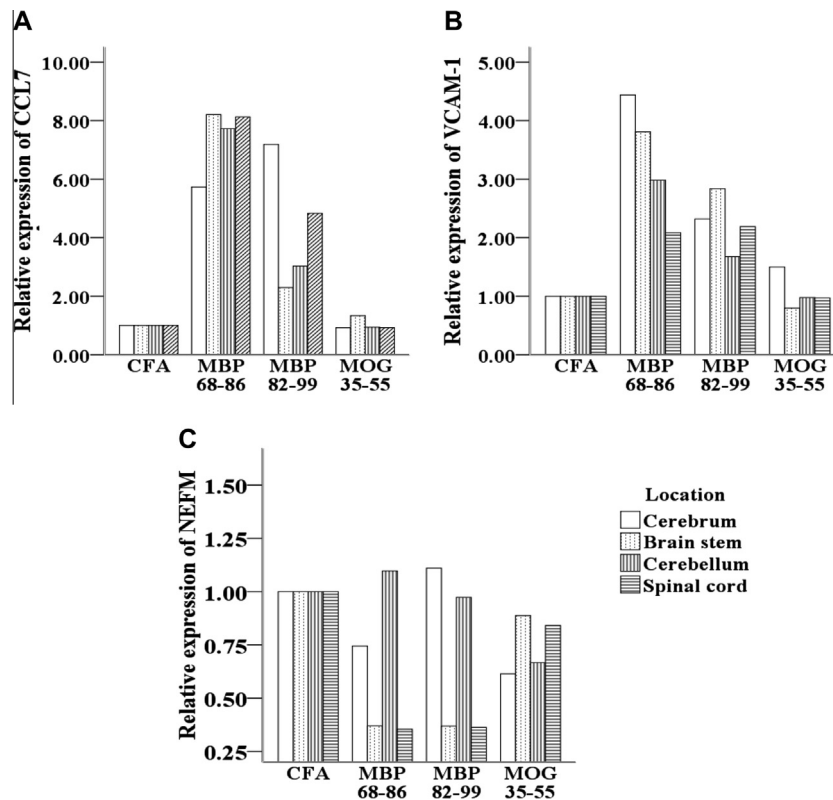 A
Relative expression of CCL7
10.00
8.00
6.00
4.00
2.00
0.00
CFA
MBP
68-86
MBP
82-99
MOG
35-55
B
Relative expression of VCAM-1
5.00
4.00
3.00
2.00
1.00
0.00
CFA
MBP
68-86
MBP
82-99
MOG
35-55
C
Relative expression of NEFM
1.50
1.25
1.00
0.75
0.50
0.25
CFA
MBP
68-86
MBP
82-99
MOG
35-55
Location
Cerebrum
Brain stem
Cerebellum
Spinal cord